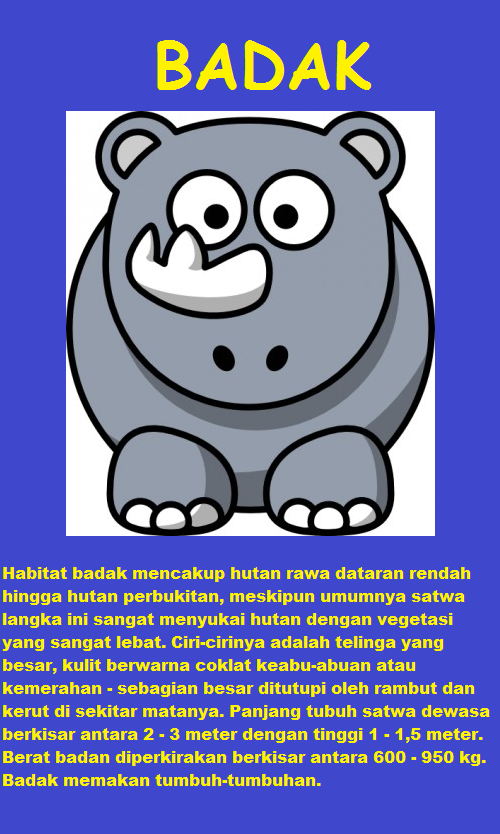 BADAK
Habitat badak mencakup hutan rawa dataran rendah
hingga hutan perbukitan, meskipun umumnya satwa
langka ini sangat menyukai hutan dengan vegetasi
yang sangat lebat. Ciri-cirinya adalah telinga yang
besar, kulit berwarna coklat keabu-abuan atau
kemerahan - sebagian besar ditutupi oleh rambut dan
kerut di sekitar matanya. Panjang tubuh satwa dewasa
berkisar antara 2 - 3 meter dengan tinggi 1 - 1,5 meter.
Berat badan diperkirakan berkisar antara 600 - 950 kg.
Badak memakan tumbuh-tumbuhan.